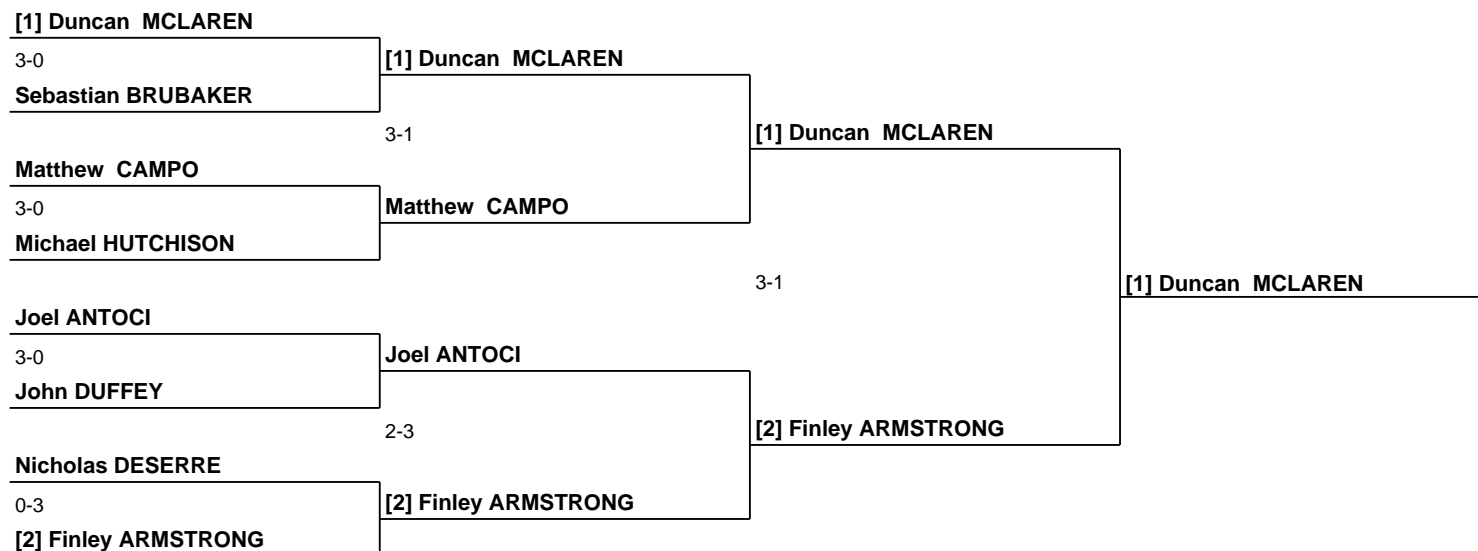 [1] Duncan MCLAREN
3-0
[1] Duncan MCLAREN
Sebastian BRUBAKER
3-1
[1] Duncan MCLAREN
Matthew CAMPO
3-0
Matthew CAMPO
Michael HUTCHISON
3-1
[1] Duncan MCLAREN
Joel ANTOCI
3-0
Joel ANTOCI
John DUFFEY
2-3
[2] Finley ARMSTRONG
Nicholas DESERRE
0-3
[2] Finley ARMSTRONG
[2] Finley ARMSTRONG